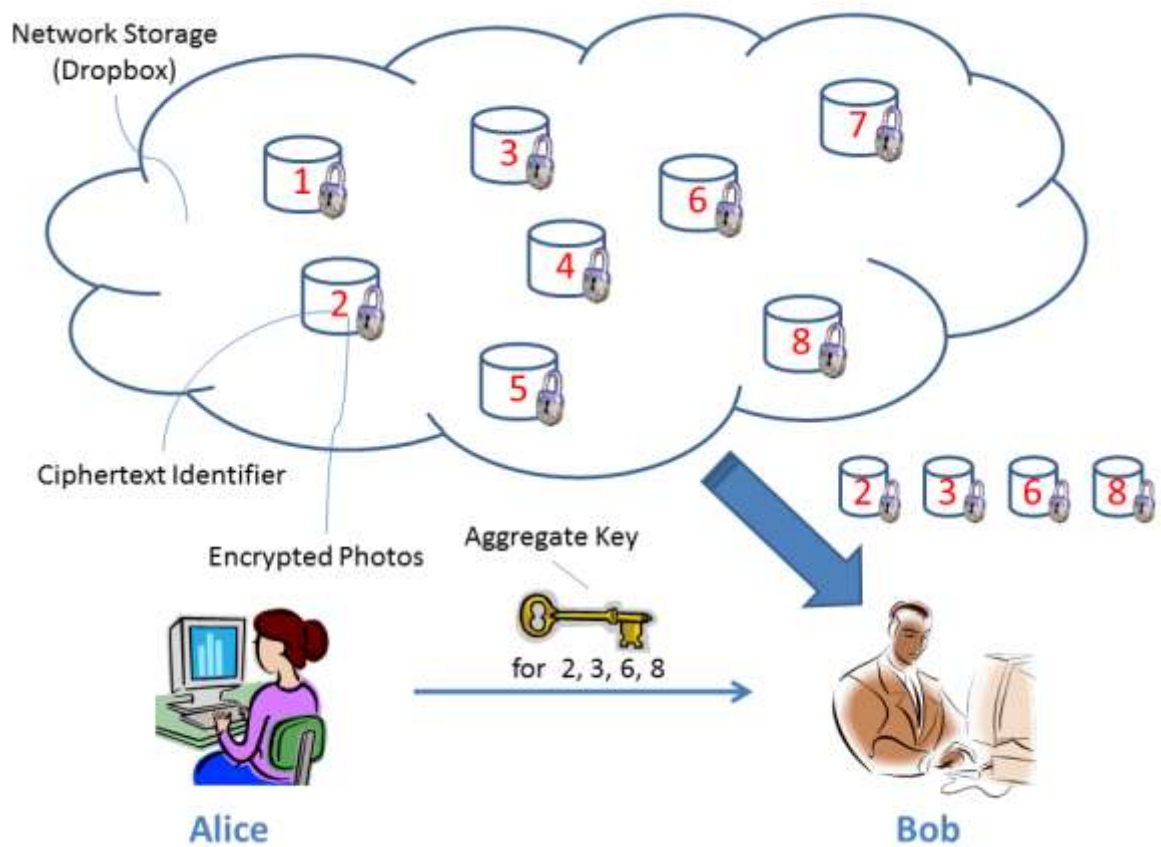 Network Storage
(Dropbox)
1
3
7
6
4
2
8
5
Ciphertext Identifier
2 3 6 8
Encrypted Photos
Aggregate Key
for 2, 3, 6, 8
Alice
Bob